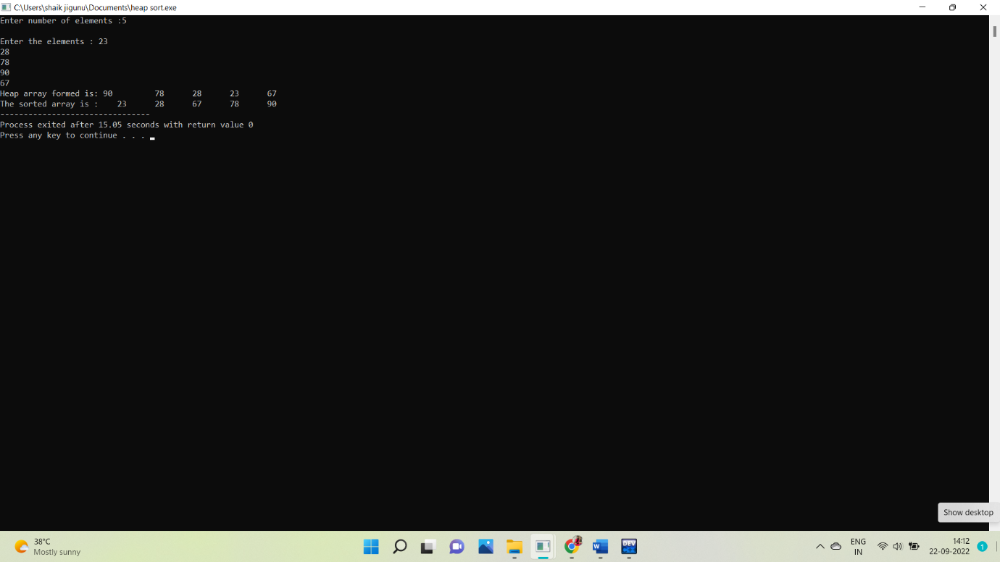 C:\Users\shaik jigunu\Documents\heap sort.exe
Enter number of elements :5
Enter the elements : 23
28
78
90
67
Heap array formed is: 90 78 28 23 67
The sorted array is : 23 28 67 78 90
--------------------------------
Process exited after 15.05 seconds with return value 0
Press any key to continue . . .
Show desktop
38°C
Mostly sunny
W
DEV
C++
ENG
IN
14:12
22-09-2022
1